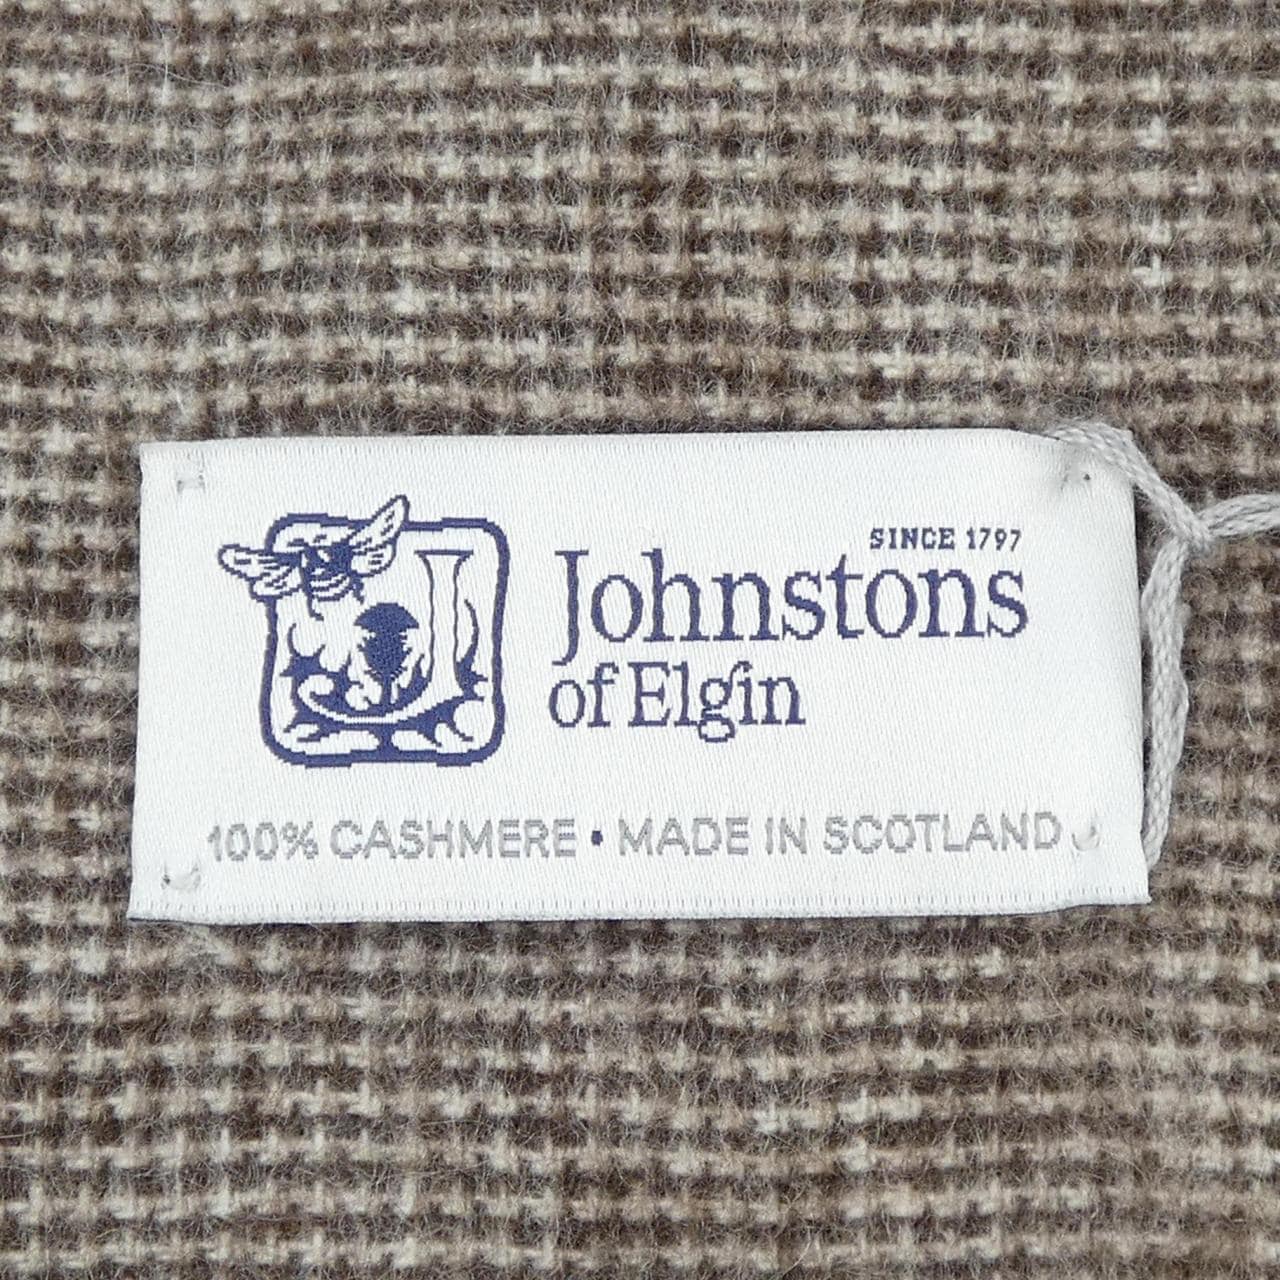 SINCE 1797
Johnstons
of Elgin
100% CASHMERE • MADE IN SCOTLAND